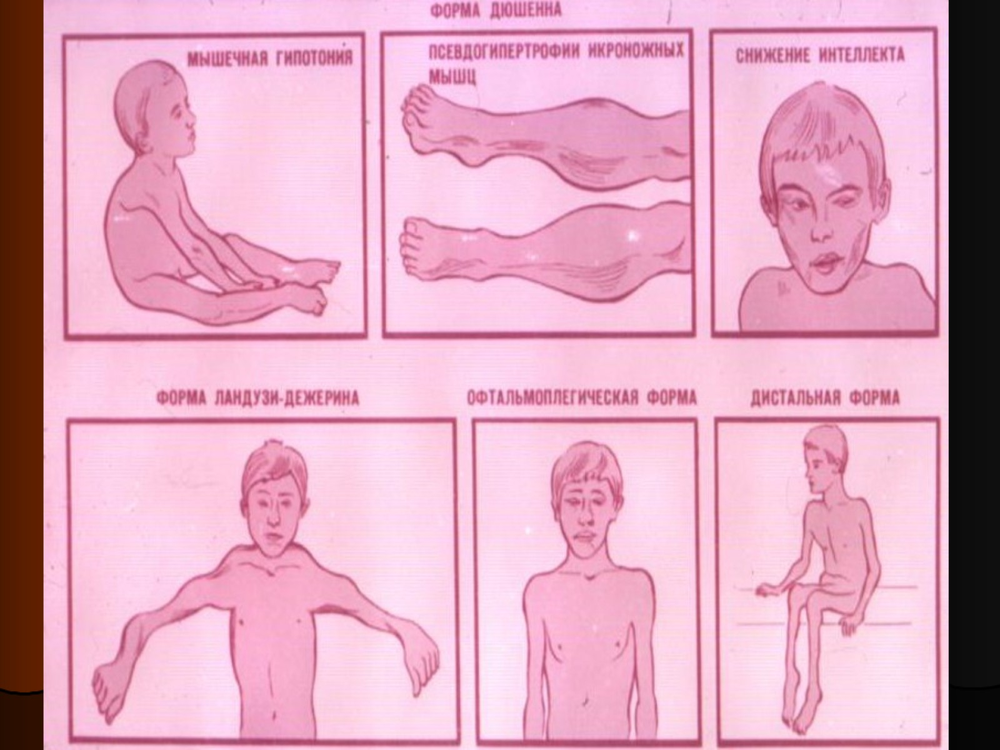 ФОРМА ДЮШЕННА
МЫШЕЧНАЯ ГИПОТОНИЯ
ПСЕВДОГИПЕРТРОФИИ ИКРОНОЖНЫХ
МЫШЦ
СНИЖЕНИЕ ИНТЕЛЛЕКТА
ФОРМА ЛАНДУЗИ-ДЕЖЕРИНА
ОФТАЛЬМОПЛЕГИЧЕСКАЯ ФОРМА
ДИСТАЛЬНАЯ ФОРМА